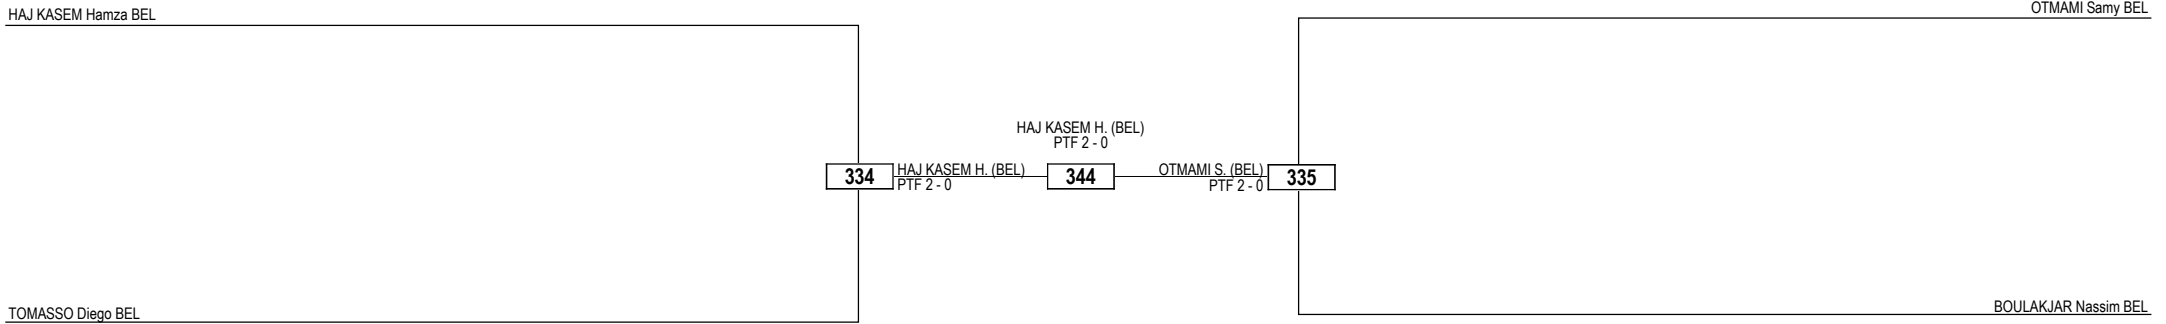 HAJ KASEM Hamza BEL
OTMAMI Samy BEL
HAJ KASEM H. (BEL)
PTF 2 - 0
334
HAJ KASEM H. (BEL)
PTF 2 - 0
344
OTMAMI S. (BEL)
PTF 2 - 0
335
TOMASSO Diego BEL
BOULAKJAR Nassim BEL